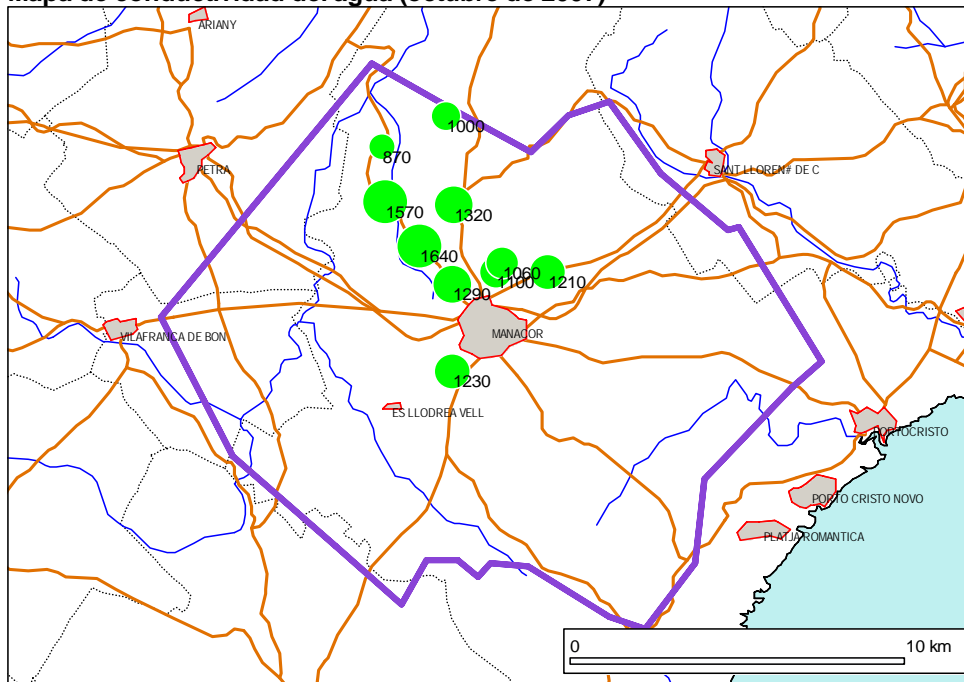 ARIANY
1000
870
PETRA
SANT LLOREN# DE C
1570
1320
1640
1060
1100
1210
1290
VILAFRANCA DE BON
MANACOR
1230
ES LLODREA VELL
PORTOCRISTO
PORTO CRISTO NOVO
PLATJA ROMANTICA
0 10 km